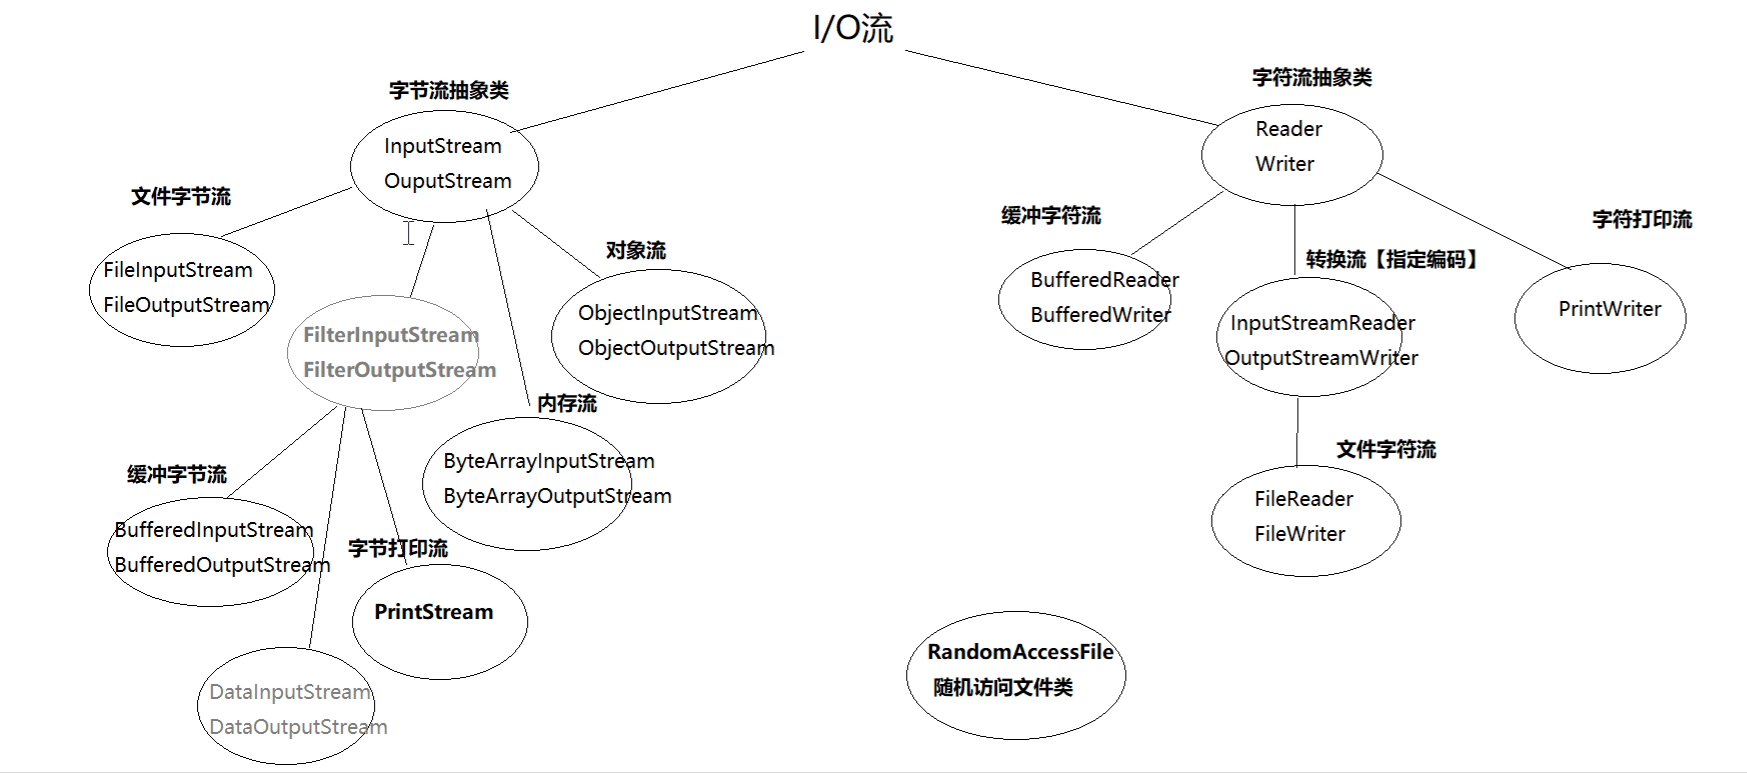 I/O流
字节流抽象类
InputStream
OuputStream
字符流抽象类
Reader
Writer
文件字节流
FileInputStream
FileOutputStream
FilterInputStream
FilterOutputStream
对象流
ObjectInputStream
ObjectOutputStream
内存流
ByteArrayInputStream
ByteArrayOutputStream
缓冲字节流
BufferedInputStream
BufferedOutputStream
字节打印流
PrintStream
DataInputStream
DataOutputStream
缓冲字符流
BufferedReader
BufferedWriter
转换流【指定编码】
InputStreamReader
OutputStreamWriter
字符打印流
PrintWriter
文件字符流
FileReader
FileWriter
RandomAccessFile
随机访问文件类